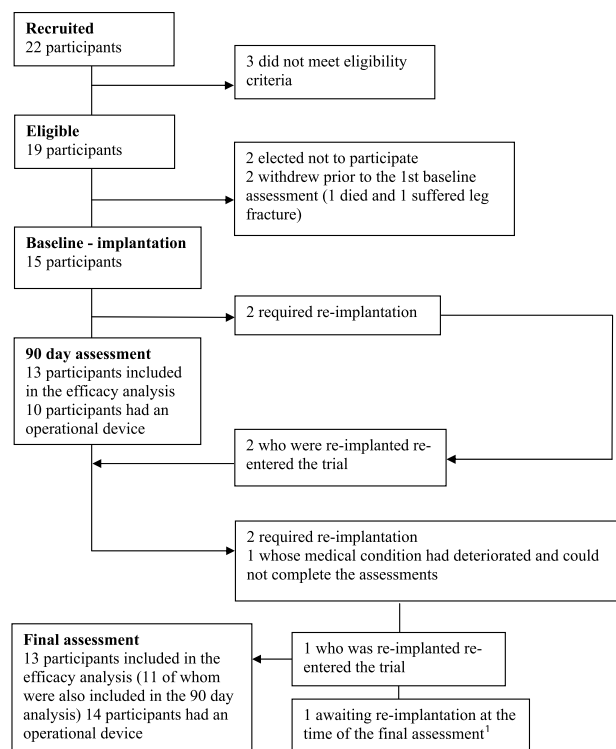 Recruited
22 participants
3 did not meet eligibility
criteria
Eligible
19 participants
2 elected not to participate
2 withdrew prior to the 1st baseline
assessment (1 died and 1 suffered leg
fracture)
Baseline - implantation
15 participants
2 required re-implantation
90 day assessment
13 participants included
in the efficacy analysis
10 participants had an
operational device
2 who were re-implanted re-
entered the trial
2 required re-implantation
1 whose medical condition had deteriorated and could
not complete the assessments
Final assessment
13 participants included in the
efficacy analysis (11 of whom
were also included in the 90 day
analysis) 14 participants had an
operational device
1 who was re-implanted re-
entered the trial
1 awaiting re-implantation at the
time of the final assessment¹